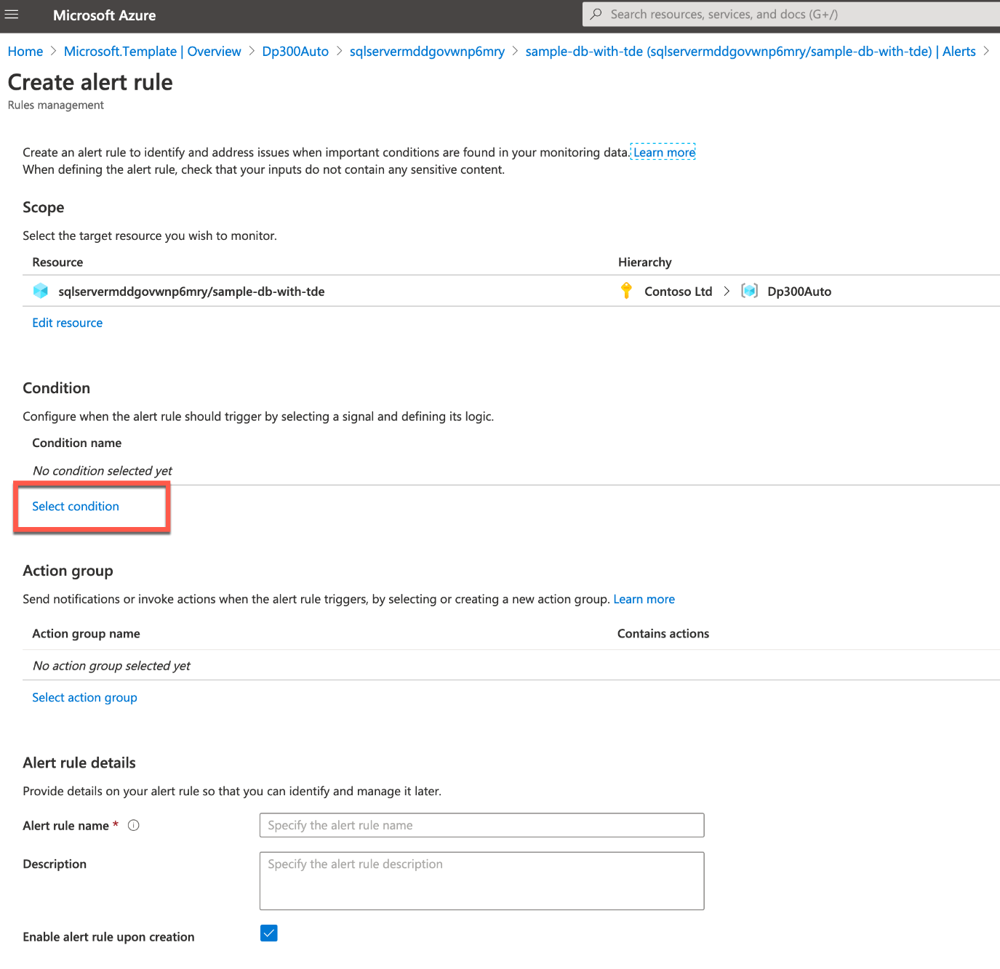 Microsoft Azure
Search resources, services, and docs (G+/)
Home > Microsoft.Template | Overview > Dp300Auto > sqlservermddgovwnp6mry > sample-db-with-tde (sqlservermddgovwnp6mry/sample-db-with-tde) | Alerts >
Create alert rule
Rules management
Create an alert rule to identify and address issues when important conditions are found in your monitoring data. Learn more
When defining the alert rule, check that your inputs do not contain any sensitive content.
Scope
Select the target resource you wish to monitor.
Resource Hierarchy
sqlservermddgovwnp6mry/sample-db-with-tde Contoso Ltd > Dp300Auto
Edit resource
Condition
Configure when the alert rule should trigger by selecting a signal and defining its logic.
Condition name
No condition selected yet
Select condition
Action group
Send notifications or invoke actions when the alert rule triggers, by selecting or creating a new action group. Learn more
Action group name Contains actions
No action group selected yet
Select action group
Alert rule details
Provide details on your alert rule so that you can identify and manage it later.
Alert rule name * Specify the alert rule name
Description Specify the alert rule description
Enable alert rule upon creation